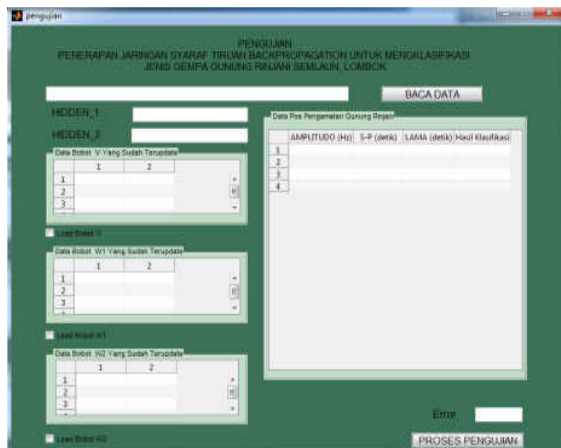 pengujian
PENGUJIAN
PENERAPAN JARINGAN SYARAF TIRUAN BACKPROPAGATION UNTUK MENGKLASIFIKASI
JENIS GEMPA GUNUNG RINJANI SEMLAUN, LOMBOK
BACA DATA
HIDDEN_1
HIDDEN_2
Data Bobot V Yang Sudah Terupdate
1 2
1
2
3
Load Bobot V
Data Bobot W1 Yang Sudah Terupdate
1 2
1
2
3
Load Bobot W1
Data Bobot W2 Yang Sudah Terupdate
1 2
1
2
3
Load Bobot W2
Data Pos Pengamatan Gunung Rinjani
AMPLITUDO (Hz) S-P (detik) LAMA (detik) Hasil Klasifikasi
1
2
3
4
Error
PROSES PENGUJIAN